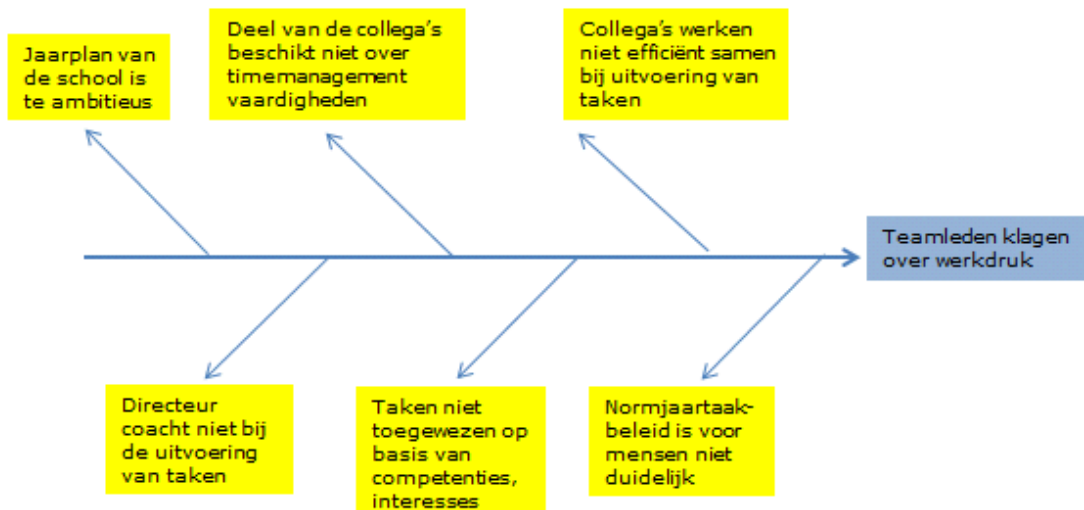 Jaarplan van
de school is
te ambitieus
Deel van de collega's
beschikt niet over
timemanagement
vaardigheden
Collega's werken
niet efficiënt samen
bij uitvoering van
taken
Teamleden klagen
over werkdruk
Directeur
coacht niet bij
de uitvoering
van taken
Taken niet
toegewezen op
basis van
competenties,
interesses
Normjaartaak-
beleid is voor
mensen niet
duidelijk